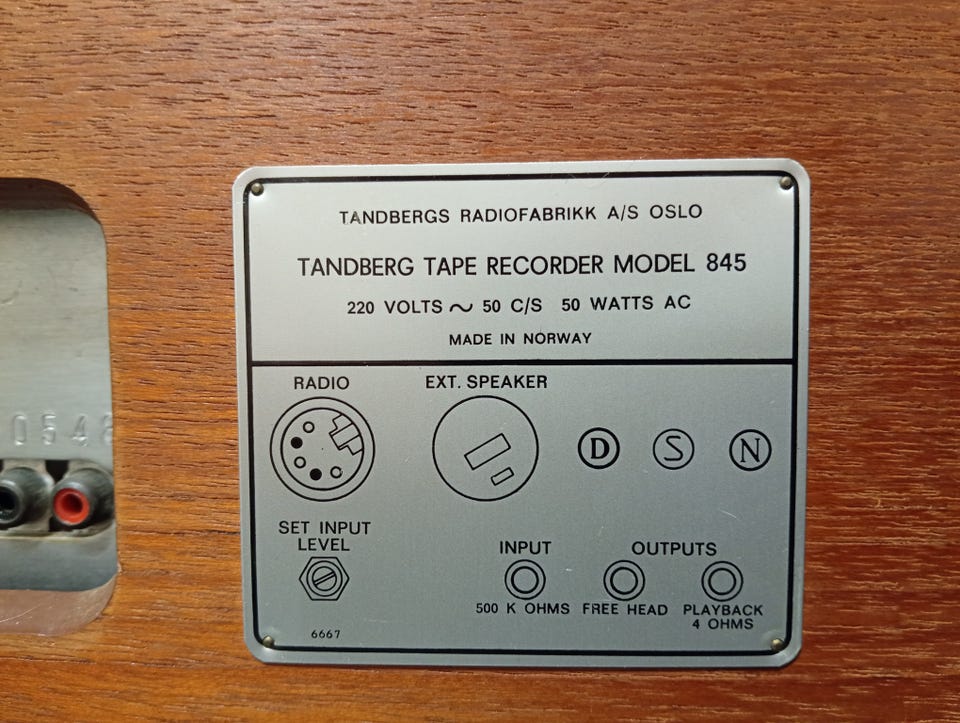 TANDBERGS RADIOFABRIKK A/S OSLO
TANDBERG TAPE RECORDER MODEL 845
220 VOLTS ~ 50 C/S 50 WATTS AC
MADE IN NORWAY
RADIO
EXT. SPEAKER
D S N
SET INPUT
LEVEL
INPUT
500 K OHMS
OUTPUTS
FREE HEAD
PLAYBACK
4 OHMS
6667